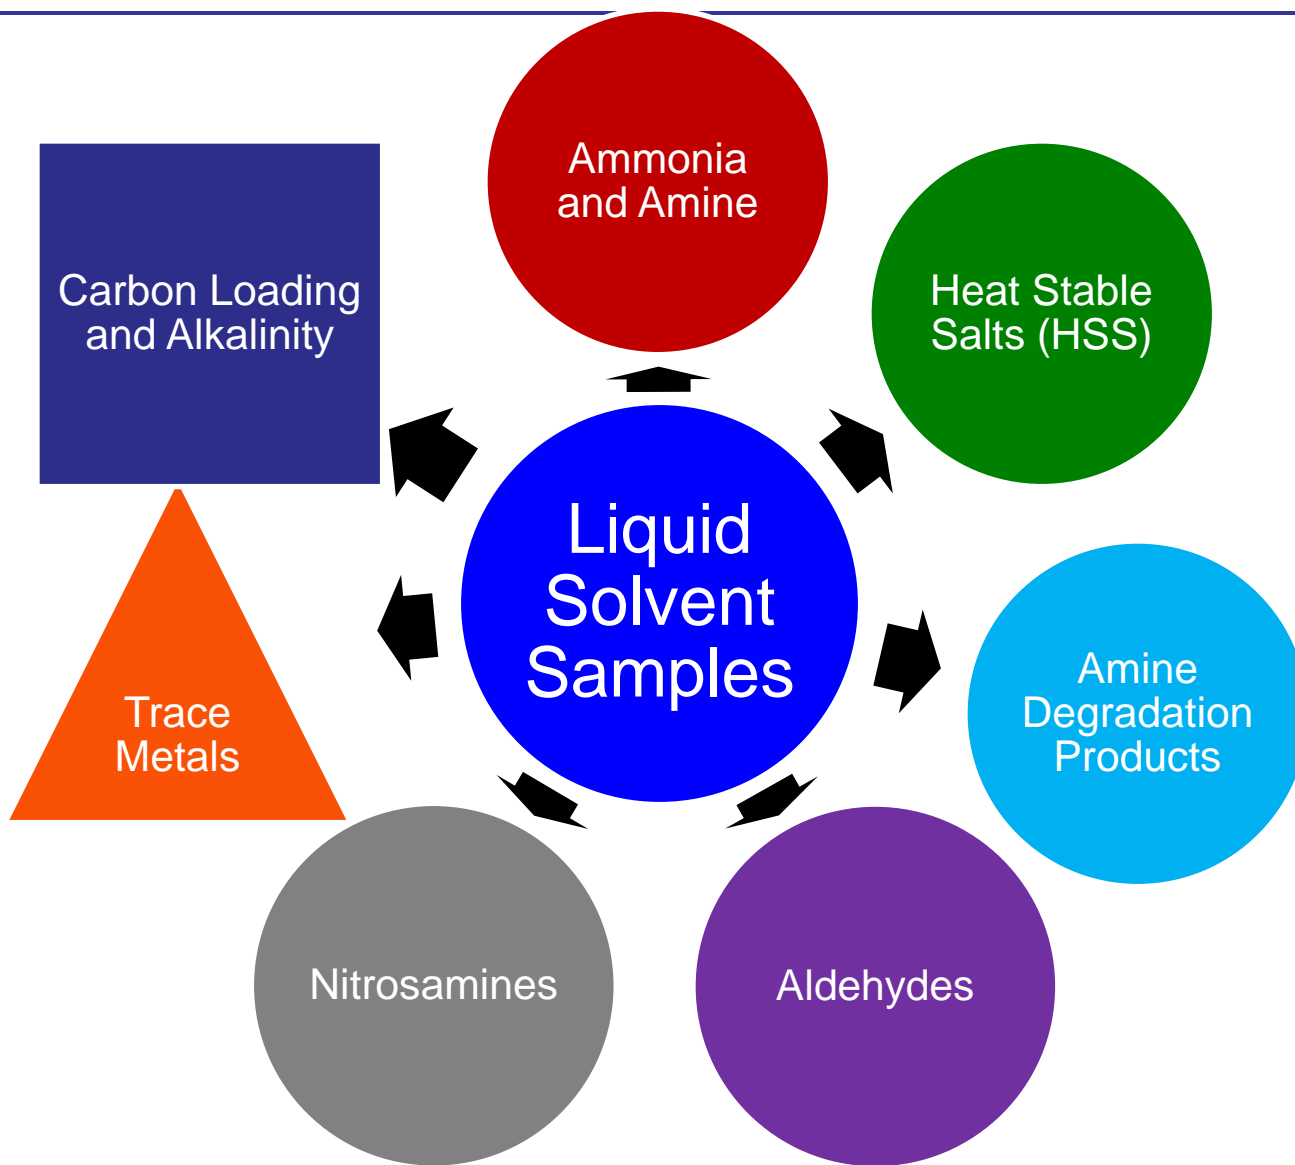 Ammonia
and Amine
Heat Stable
Salts (HSS)
Carbon Loading
and Alkalinity
Liquid
Solvent
Samples
Amine
Degradation
Products
Trace
Metals
Nitrosamines
Aldehydes